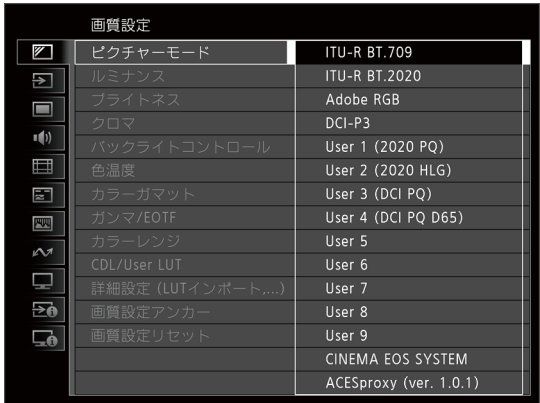 画質設定
ピクチャーモード
ルミナンス
ブライトネス
クロマ
バックライトコントロール
色温度
カラーガマット
ガンマ/EOTF
カラーレンジ
CDL/User LUT
詳細設定 (LUTインポート,...)
画質設定アンカー
画質設定リセット
ITU-R BT.709
ITU-R BT.2020
Adobe RGB
DCI-P3
User 1 (2020 PQ)
User 2 (2020 HLG)
User 3 (DCI PQ)
User 4 (DCI PQ D65)
User 5
User 6
User 7
User 8
User 9
CINEMA EOS SYSTEM
ACESproxy (ver. 1.0.1)